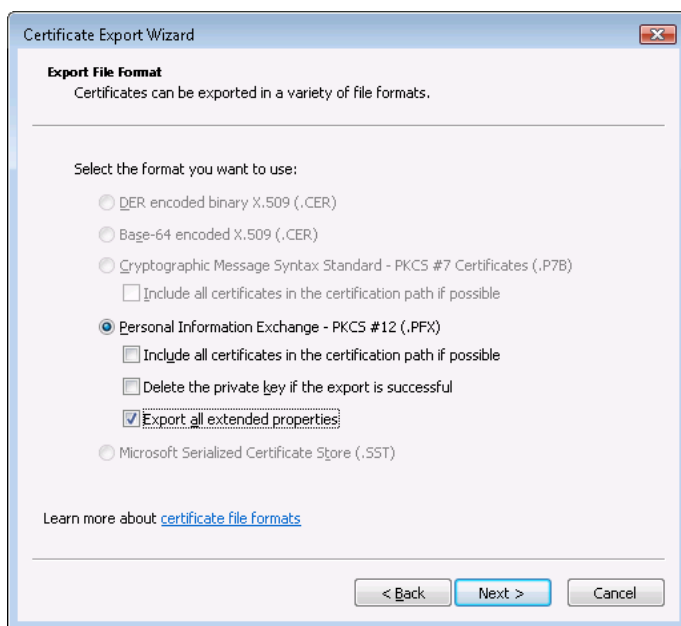 Certificate Export Wizard
Export File Format
Certificates can be exported in a variety of file formats.
Select the format you want to use:
DER encoded binary X.509 (.CER)
Base-64 encoded X.509 (.CER)
Cryptographic Message Syntax Standard - PKCS #7 Certificates (.P7B)
Include all certificates in the certification path if possible
Personal Information Exchange - PKCS #12 (.PFX)
Include all certificates in the certification path if possible
Delete the private key if the export is successful
Export all extended properties
Microsoft Serialized Certificate Store (.SST)
Learn more about certificate file formats
< Back Next > Cancel